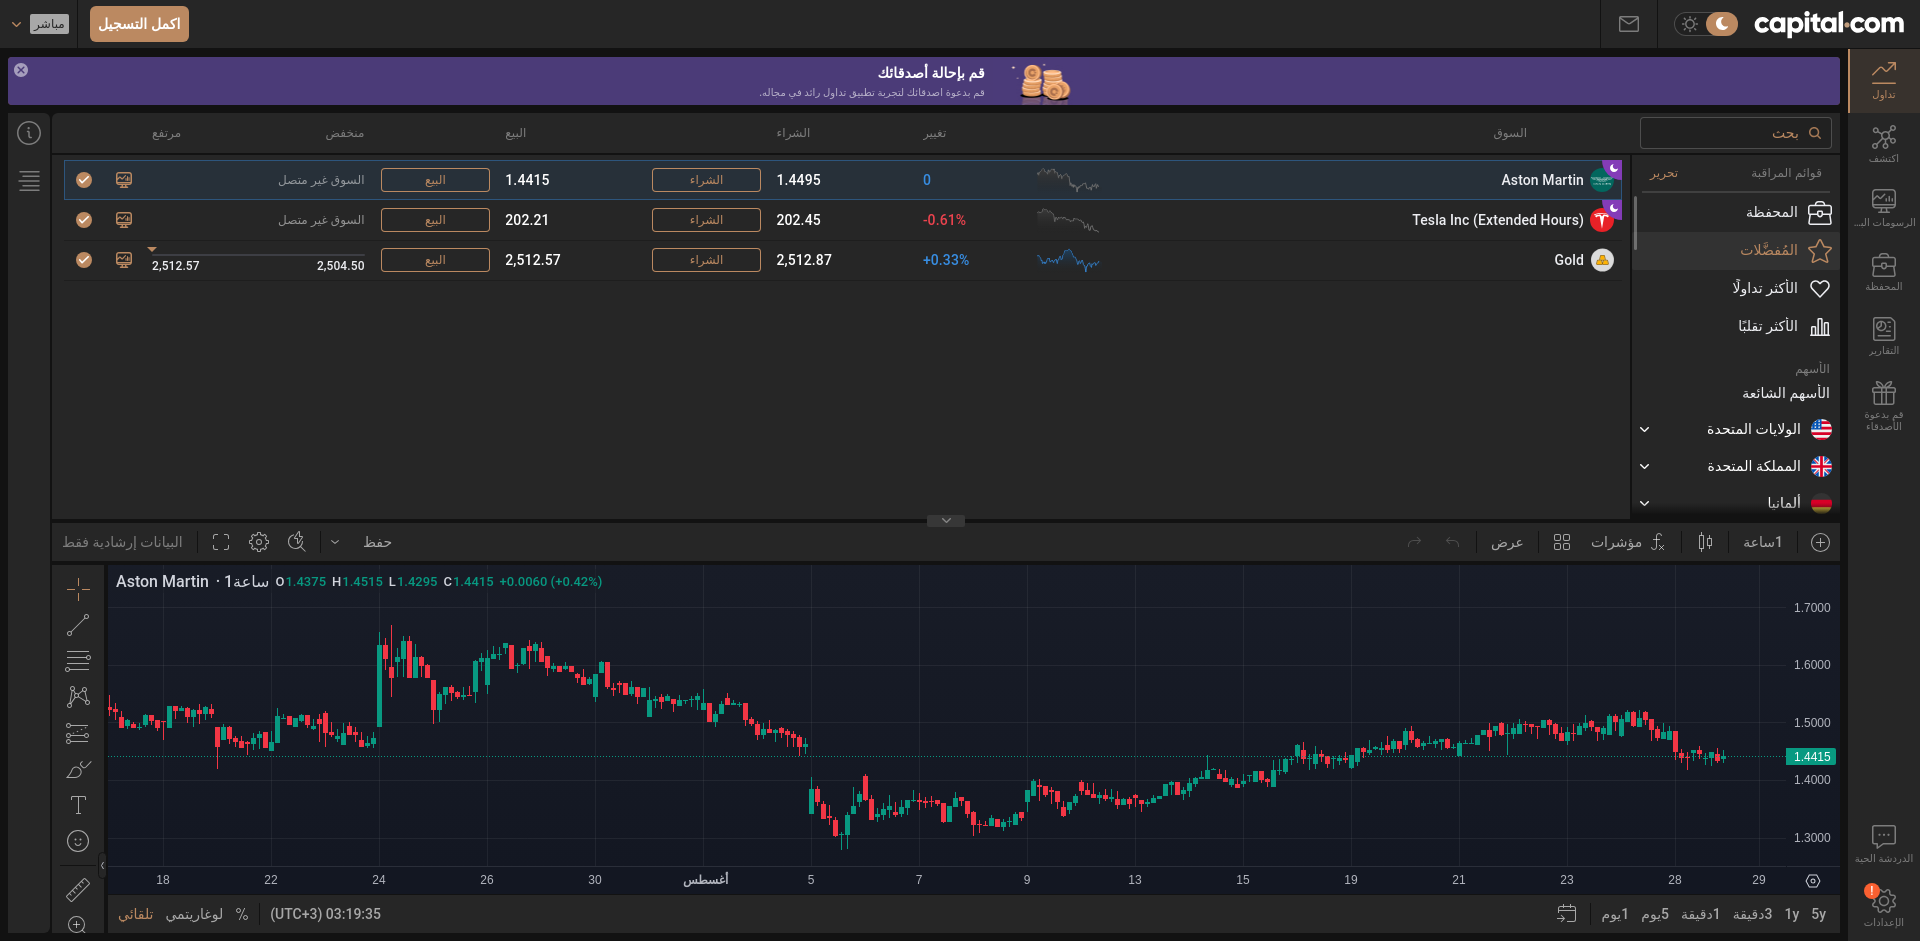 capital.com
اكمل التسجيل
مباشر
قم بإحالة أصدقائك
قم بدعوة اصدقائك لتجربة تطبيق تداول رائد في مجاله.
تداول
اكتشف
الرسومات البـ...
المحفظة
التقارير
قم بدعوة
الأصدقاء
الدردشة الحية
!
الإعدادات
بحث
قوائم المراقبة
تحرير
المحفظة
المُفضَّلات
الأكثر تداولًا
الأكثر تقلبًا
الأسهم
الأسهم الشائعة
الولايات المتحدة
المملكة المتحدة
ألمانيا
السوق تغيير الشراء البيع منخفض مرتفع
Aston Martin 0 1.4495 الشراء 1.4415 البيع السوق غير متصل
Tesla Inc (Extended Hours) -0.61% 202.45 الشراء 202.21 البيع السوق غير متصل
Gold +0.33% 2,512.87 الشراء 2,512.57 البيع 2,504.50 2,512.57
1ساعة مؤشرات عرض حفظ البيانات إرشادية فقط
Aston Martin · 1ساعة O1.4375 H1.4515 L1.4295 C1.4415 +0.0060 (+0.42%)
1.7000
1.6000
1.5000
1.4415
1.4000
1.3000
18 22 24 26 30 أغسطس 5 7 9 13 15 19 21 23 28 29
تلقائي لوغاريتمي % (UTC+3) 03:19:35 1يوم 5يوم 1دقيقة 3دقيقة 1y 5y